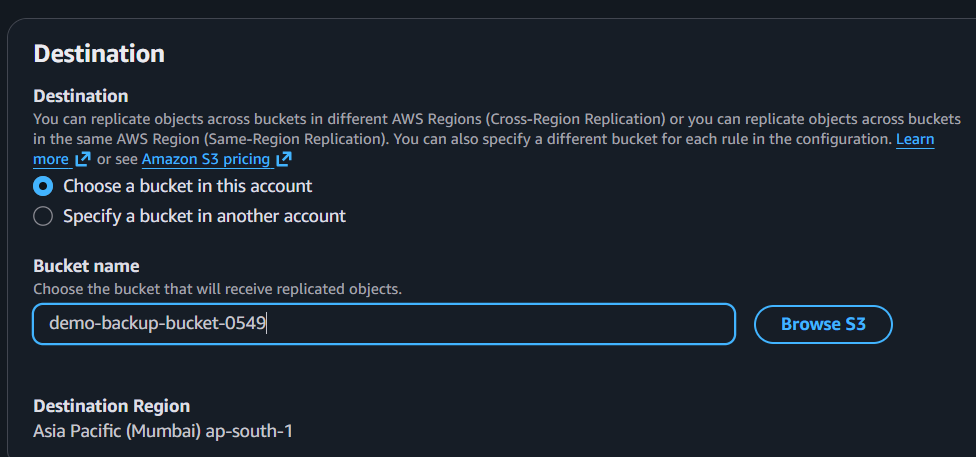 Destination
Destination
You can replicate objects across buckets in different AWS Regions (Cross-Region Replication) or you can replicate objects across buckets
in the same AWS Region (Same-Region Replication). You can also specify a different bucket for each rule in the configuration. Learn
more or see Amazon S3 pricing
Choose a bucket in this account
Specify a bucket in another account
Bucket name
Choose the bucket that will receive replicated objects.
demo-backup-bucket-0549
Browse S3
Destination Region
Asia Pacific (Mumbai) ap-south-1